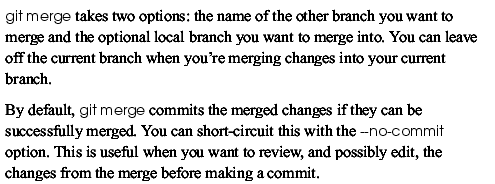 git merge takes two options: the name of the other branch you want to
merge and the optional local branch you want to merge into. You can leave
off the current branch when you're merging changes into your current
branch.
By default, git merge commits the merged changes if they can be
successfully merged. You can short-circuit this with the --no-commit
option. This is useful when you want to review, and possibly edit, the
changes from the merge before making a commit.